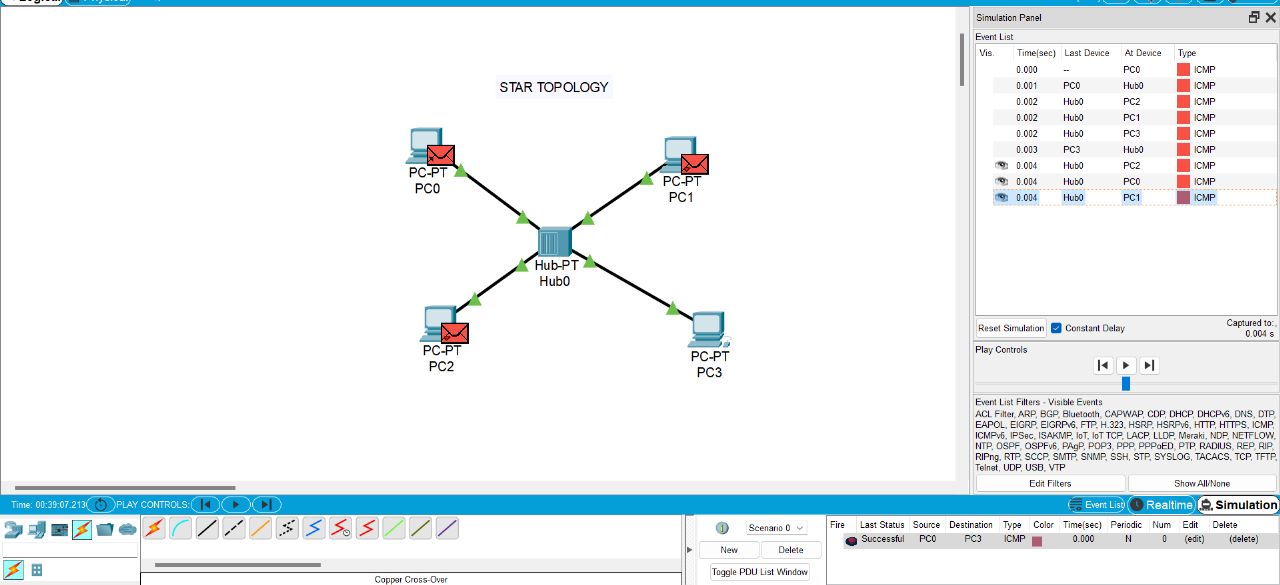 Logical Physical
Simulation Panel
Event List
Vis. Time(sec) Last Device At Device Type
0.000 -- PC0 ICMP
0.001 PC0 Hub0 ICMP
0.002 Hub0 PC2 ICMP
0.002 Hub0 PC1 ICMP
0.002 Hub0 PC3 ICMP
0.003 PC3 Hub0 ICMP
0.004 Hub0 PC2 ICMP
0.004 Hub0 PC0 ICMP
0.004 Hub0 PC1 ICMP
STAR TOPOLOGY
PC-PT
PC0
PC-PT
PC1
Hub-PT
Hub0
PC-PT
PC2
PC-PT
PC3
Reset Simulation Constant Delay Captured to:
0.004 s
Play Controls
Event List Filters - Visible Events
ACL Filter, ARP, BGP, Bluetooth, CAPWAP, CDP, DHCP, DHCPv6, DNS, DTP,
EAPOL, EIGRP, EIGRPv6, FTP, H.323, HSRP, HSRPv6, HTTP, HTTPS, ICMP,
ICMPv6, IPSec, ISAKMP, IoT, IoT TCP, LACP, LLDP, Meraki, NDP, NETFLOW,
NTP, OSPF, OSPFv6, PAgP, POP3, PPP, PPPoED, PTP, RADIUS, REP, RIP,
RIPng, RTP, SCCP, SMTP, SNMP, SSH, STP, SYSLOG, TACACS, TCP, TFTP,
Telnet, UDP, USB, VTP
Edit Filters Show All/None
Time: 00:39:07.213 PLAY CONTROLS: Event List Realtime Simulation
Scenario 0
New Delete
Toggle PDU List Window
Fire Last Status Source Destination Type Color Time(sec) Periodic Num Edit Delete
Successful PC0 PC3 ICMP 0.000 N 0 (edit) (delete)
Copper Cross-Over